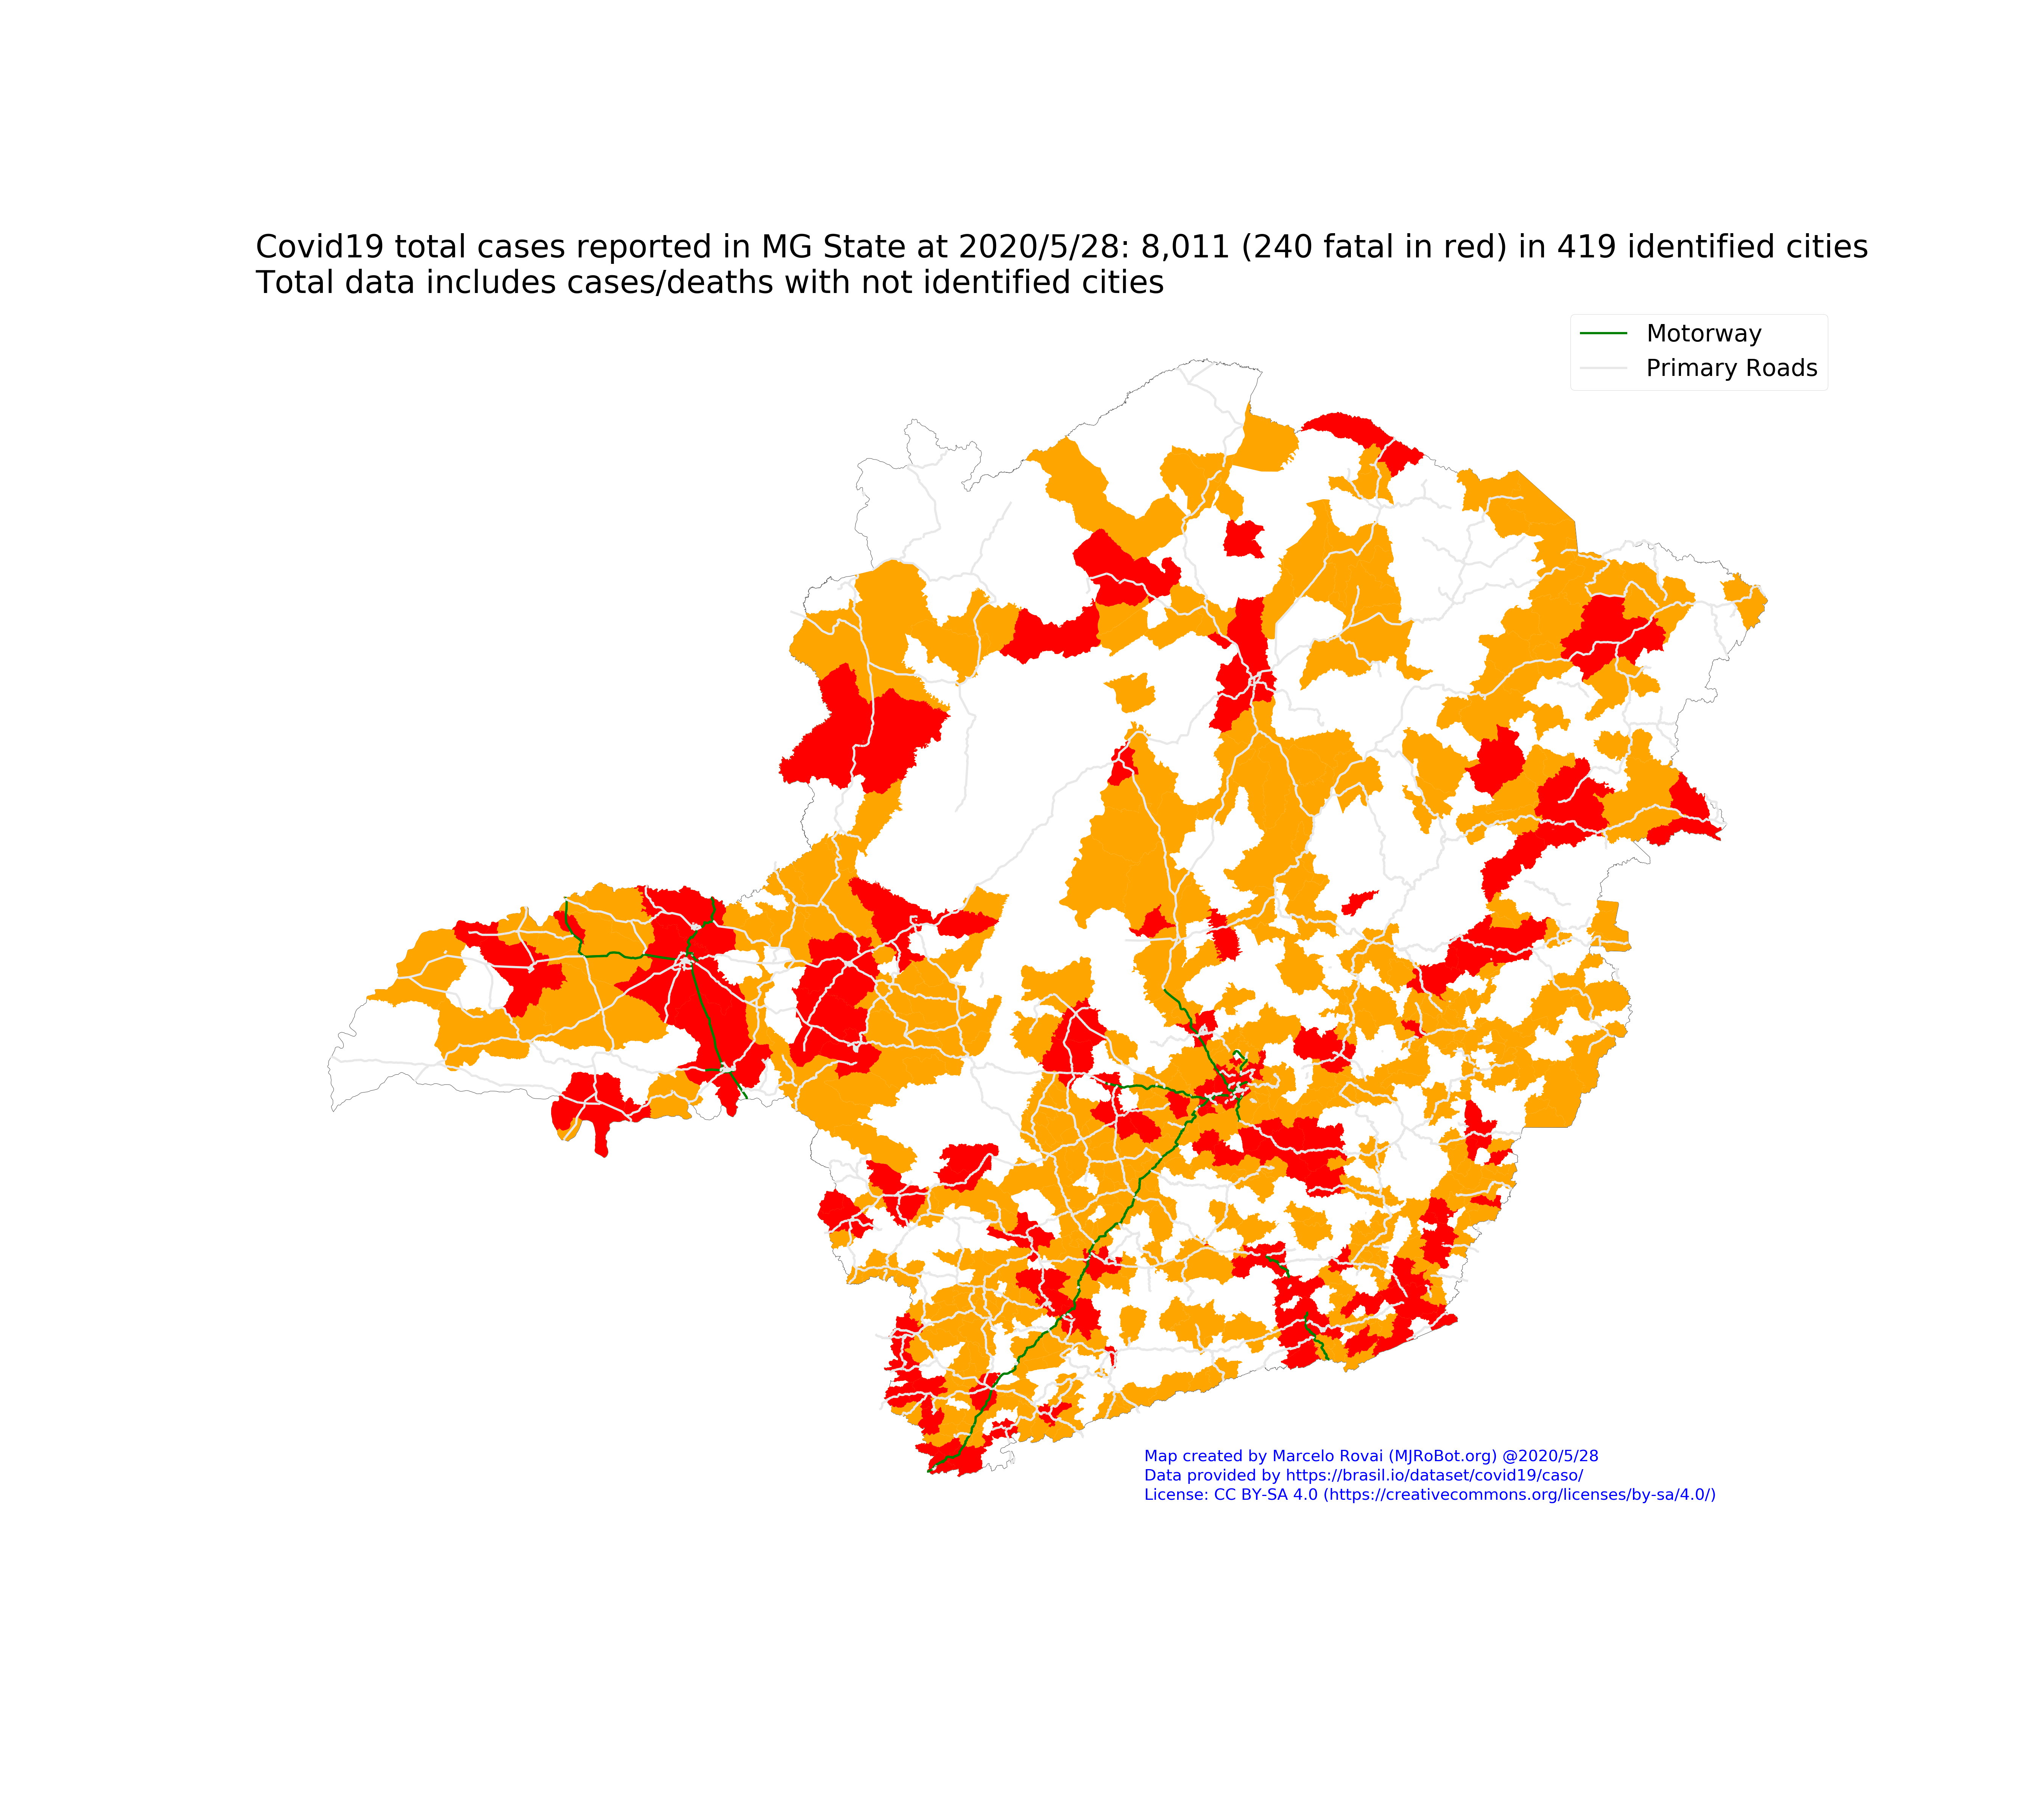 Covid19 total cases reported in MG State at 2020/5/28: 8,011 (240 fatal in red) in 419 identified cities
Total data includes cases/deaths with not identified cities
Motorway
Primary Roads
Map created by Marcelo Rovai (MJRoBot.org) @2020/5/28
Data provided by https://brasil.io/dataset/covid19/caso/
License: CC BY-SA 4.0 (https://creativecommons.org/licenses/by-sa/4.0/)